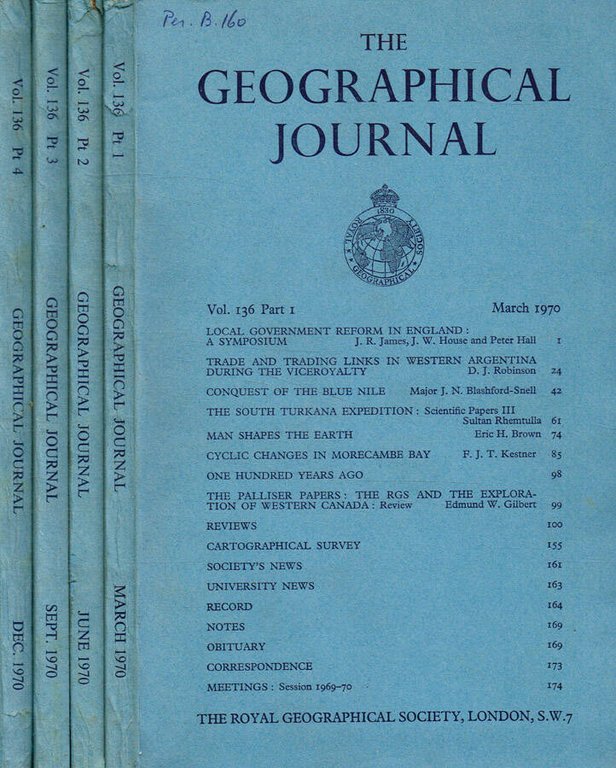 Vol. 136 Pt 4
GEOGRAPHICAL JOURNAL
DEC. 1970
Vol. 136 Pt 3
GEOGRAPHICAL JOURNAL
SEPT. 1970
Vol. 136 Pt 2
GEOGRAPHICAL JOURNAL
JUNE 1970
Vol. 136 Pt 1
GEOGRAPHICAL JOURNAL
MARCH 1970
Per. B. 160
THE
GEOGRAPHICAL
JOURNAL
1830
ROYAL SOCIETY
GEOGRAPHICAL
Vol. 136 Part 1 March 1970
LOCAL GOVERNMENT REFORM IN ENGLAND :
A SYMPOSIUM J. R. James, J. W. House and Peter Hall 1
TRADE AND TRADING LINKS IN WESTERN ARGENTINA
DURING THE VICEROYALTY D. J. Robinson 24
CONQUEST OF THE BLUE NILE Major J. N. Blashford-Snell 42
THE SOUTH TURKANA EXPEDITION : Scientific Papers III
Sultan Rhemtulla 61
MAN SHAPES THE EARTH Eric H. Brown 74
CYCLIC CHANGES IN MORECAMBE BAY F. J. T. Kestner 85
ONE HUNDRED YEARS AGO 98
THE PALLISER PAPERS : THE RGS AND THE EXPLORA-
TION OF WESTERN CANADA : Review Edmund W. Gilbert 99
REVIEWS 100
CARTOGRAPHICAL SURVEY 155
SOCIETY'S NEWS 161
UNIVERSITY NEWS 163
RECORD 164
NOTES 169
OBITUARY 169
CORRESPONDENCE 173
MEETINGS : Session 1969-70 174
THE ROYAL GEOGRAPHICAL SOCIETY, LONDON, S.W.7